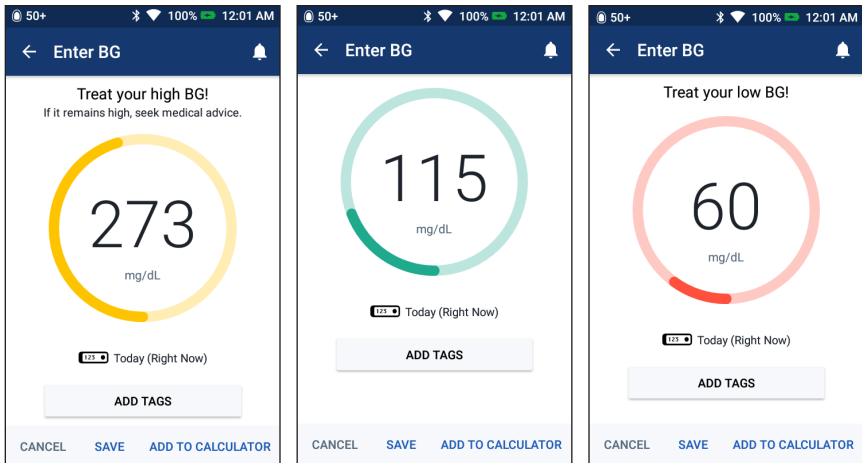 50+ 100% 12:01 AM
Enter BG
Treat your high BG!
If it remains high, seek medical advice.
273
mg/dL
123 Today (Right Now)
ADD TAGS
CANCEL SAVE ADD TO CALCULATOR
50+ 100% 12:01 AM
Enter BG
115
mg/dL
123 Today (Right Now)
ADD TAGS
CANCEL SAVE ADD TO CALCULATOR
50+ 100% 12:01 AM
Enter BG
Treat your low BG!
60
mg/dL
123 Today (Right Now)
ADD TAGS
CANCEL SAVE ADD TO CALCULATOR